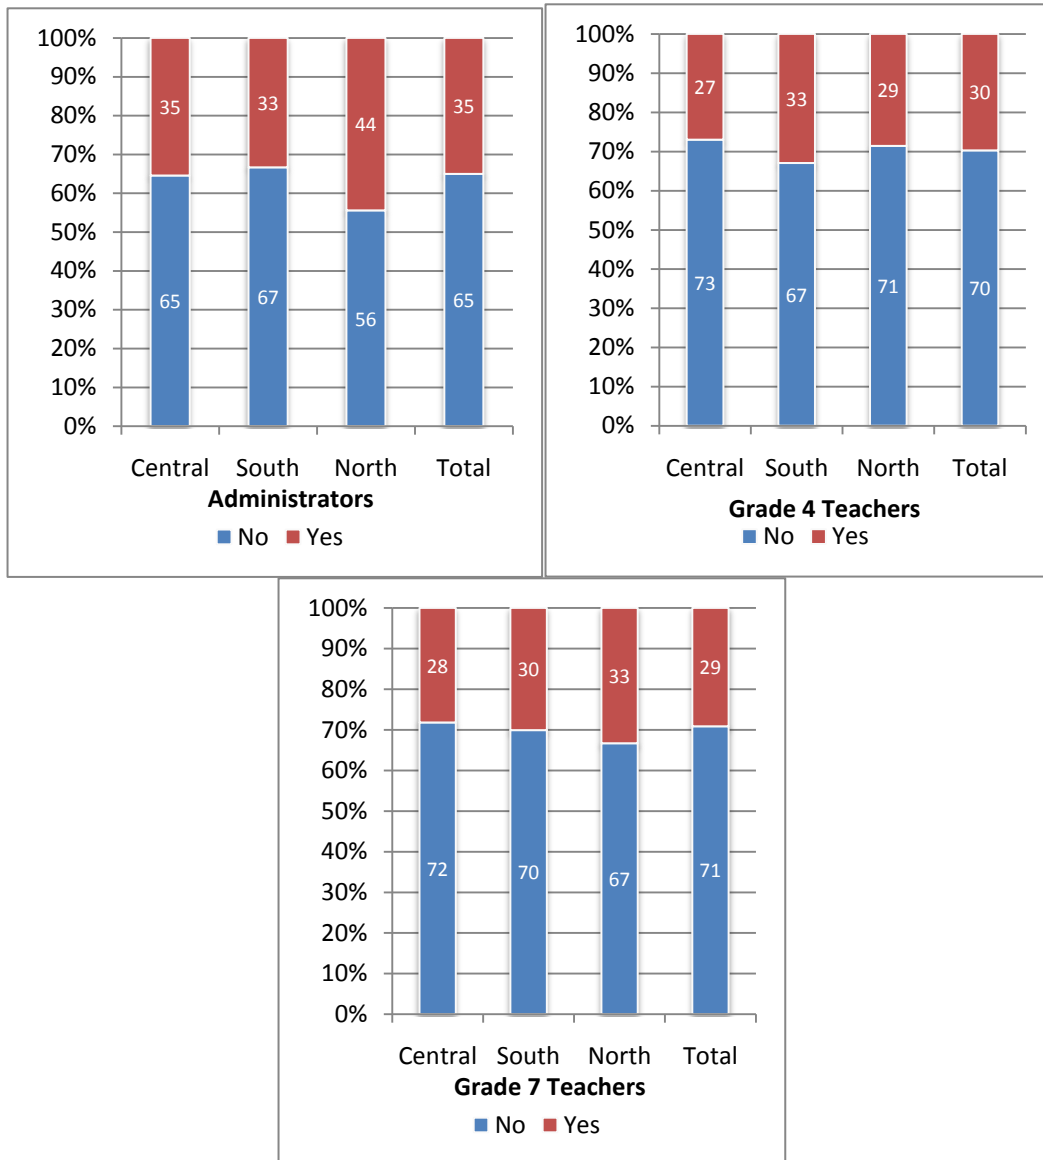 100%
90%
80%
70%
60%
50%
40%
30%
20%
10%
0%
35 33 44 35
65 67 56 65
Central South North Total
Administrators
No Yes
100%
90%
80%
70%
60%
50%
40%
30%
20%
10%
0%
27 33 29 30
73 67 71 70
Central South North Total
Grade 4 Teachers
No Yes
100%
90%
80%
70%
60%
50%
40%
30%
20%
10%
0%
28 30 33 29
72 70 67 71
Central South North Total
Grade 7 Teachers
No Yes